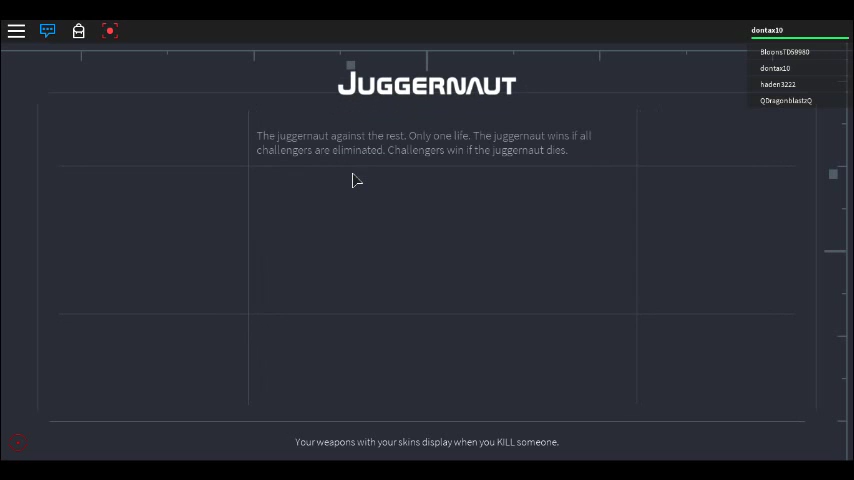 dontax10
BloonsTD59980
dontax10
haden3222
QDragonblastzQ
JUGGERNAUT
The juggernaut against the rest. Only one life. The juggernaut wins if all
challengers are eliminated. Challengers win if the juggernaut dies.
Your weapons with your skins display when you KILL someone.